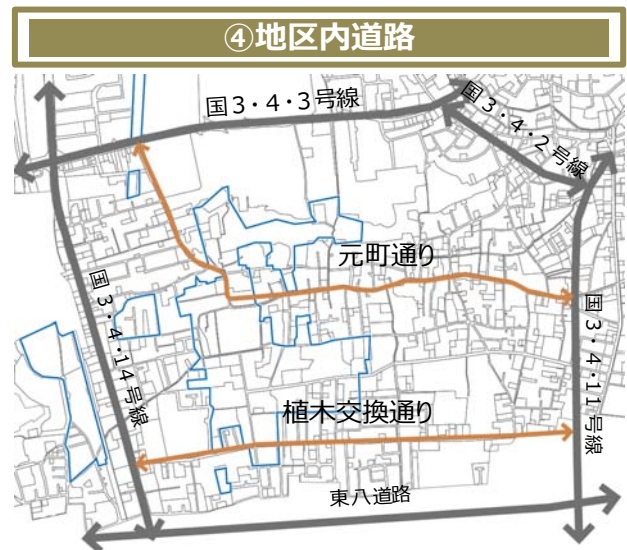 ④地区内道路
国3・4・3号線
国3・4・2号線
元町通り
国3・4・14号線
国3・4・11号線
植木交換通り
東八道路